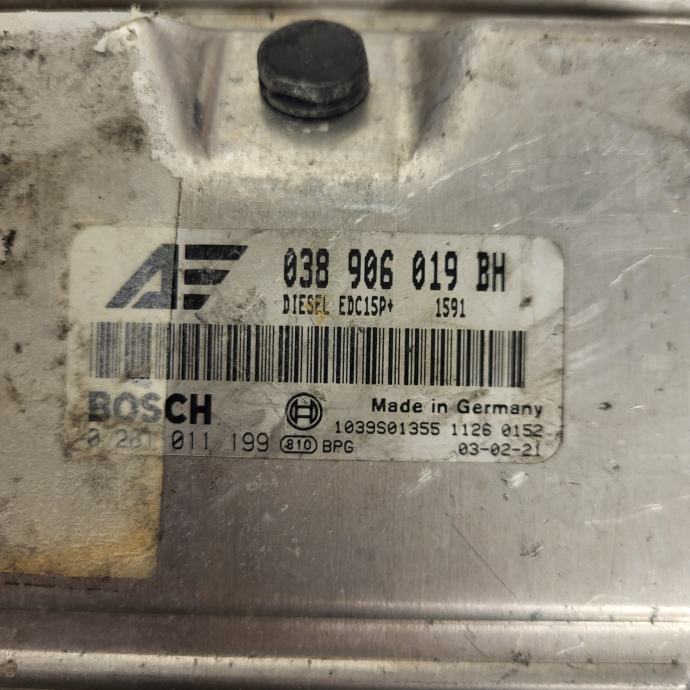 AE 038 906 019 BH
DIESEL EDC15P+ 1591
BOSCH Made in Germany
1039S01355 1126 0152
0 281 011 199 810 BPG 03-02-21